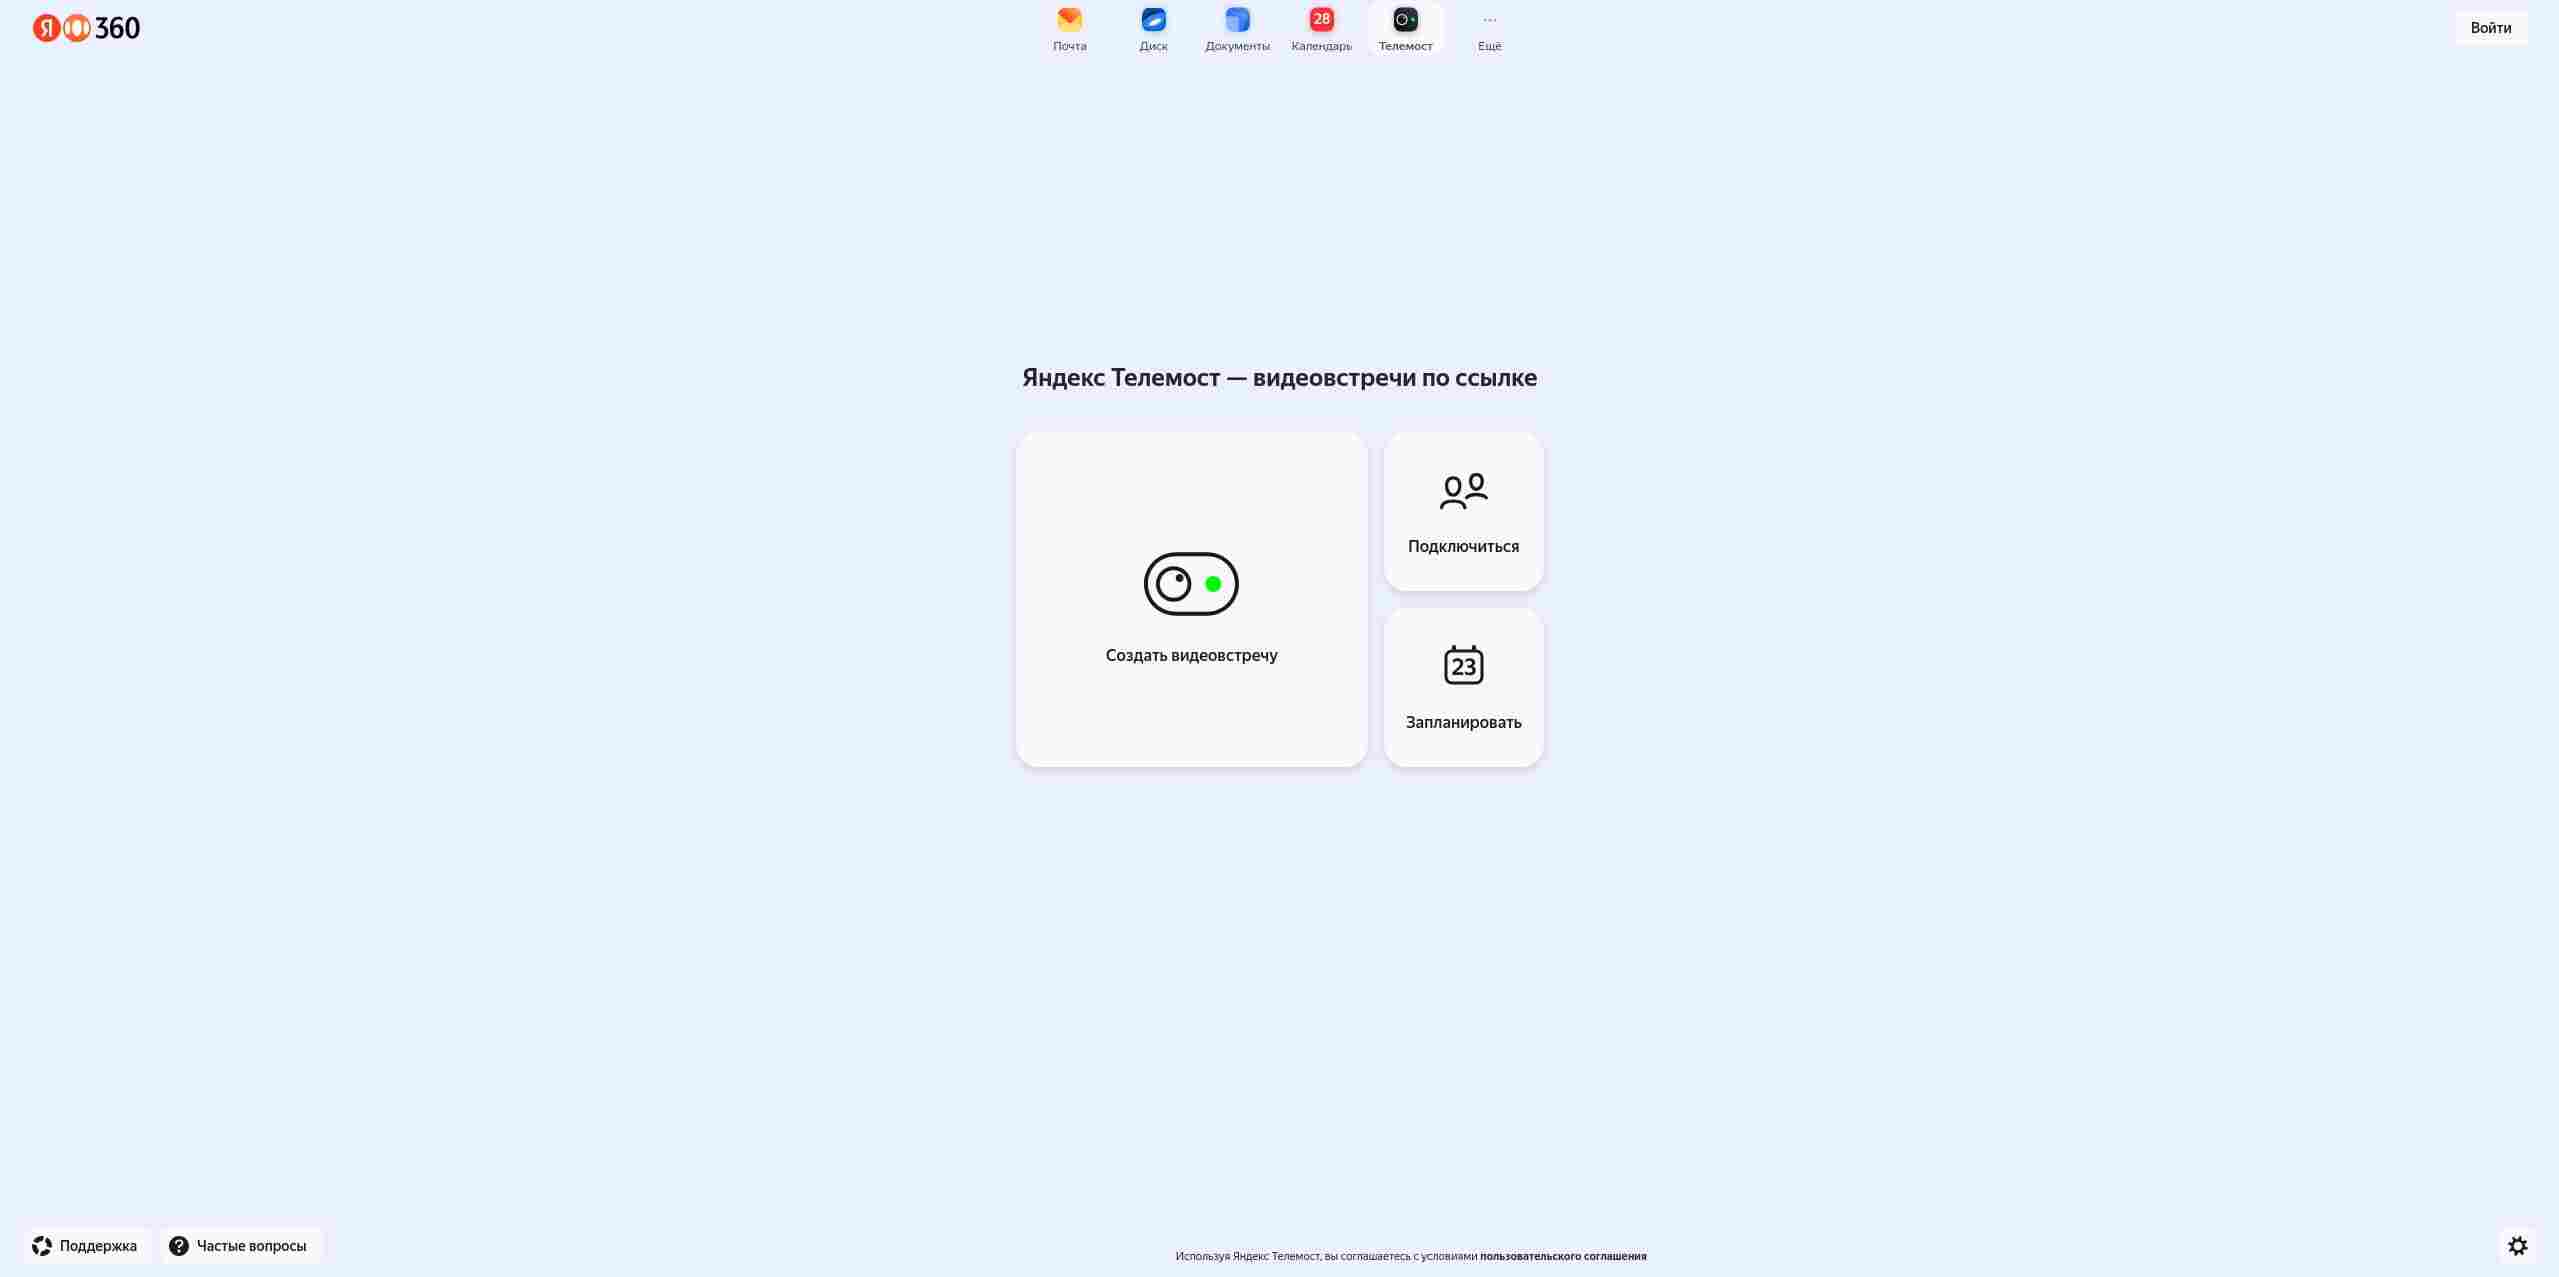 Я 360
Почта
Диск
Документы
28
Календарь
Телемост
Ещё
Войти
Яндекс Телемост — видеовстречи по ссылке
Создать видеовстречу
Подключиться
23
Запланировать
Поддержка
? Частые вопросы
Используя Яндекс Телемост, вы соглашаетесь с условиями пользовательского соглашения